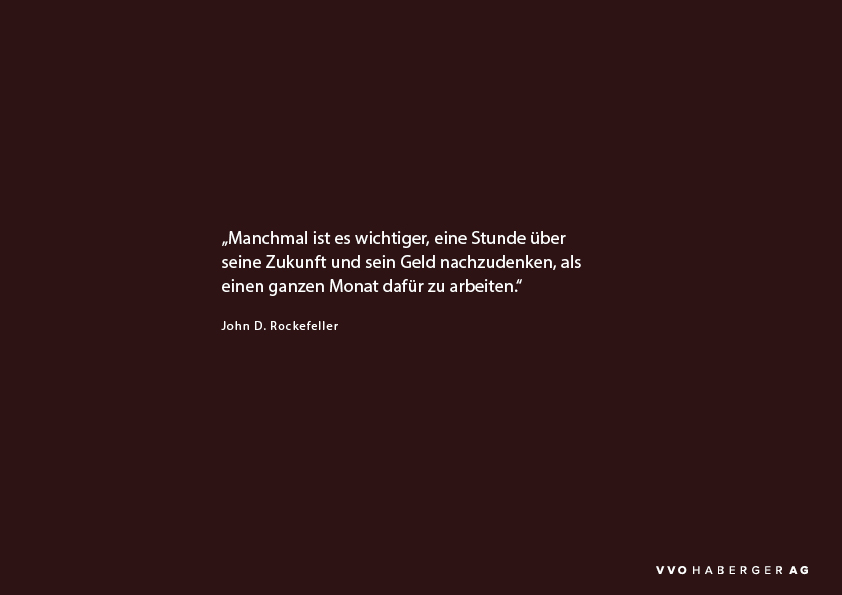 „Manchmal ist es wichtiger, eine Stunde über
seine Zukunft und sein Geld nachzudenken, als
einen ganzen Monat dafür zu arbeiten.“
John D. Rockefeller
VVO HABERGER AG